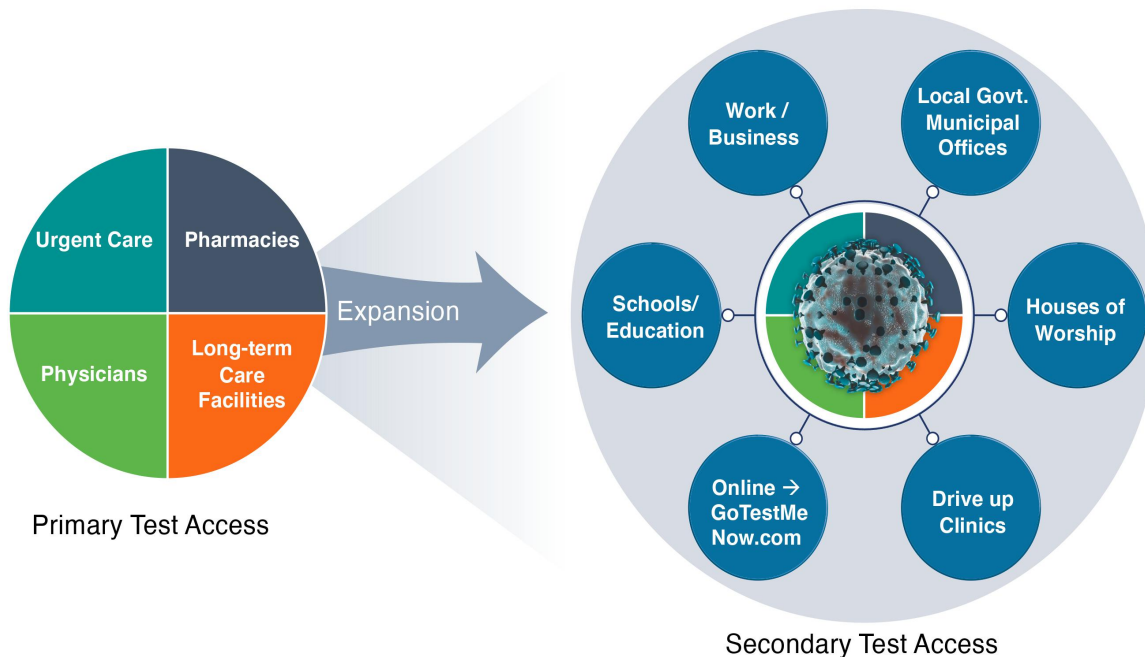 Urgent Care
Pharmacies
Physicians
Long-term
Care
Facilities
Primary Test Access
Expansion
Work /
Business
Local Govt.
Municipal
Offices
Schools/
Education
Houses of
Worship
Online →
GoTestMe
Now.com
Drive up
Clinics
Secondary Test Access